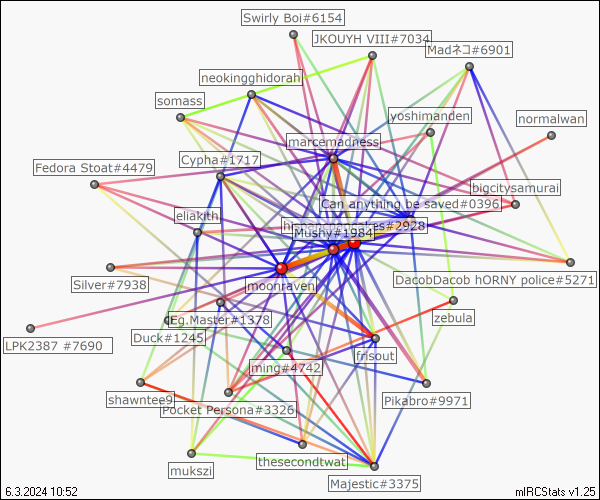 Swirly Boi#6154
JKOUYH VIII#7034
Madネコ#6901
neokingghidorah
somass
yoshimanden
normalwan
marcemadness
Cypha#1717
Fedora Stoat#4479
bigcitysamurai
Can anything be saved#0396
eliakith
es#2928
Mushy#1984
DacobDacob hORNY police#5271
Silver#7938
moonraven
zebula
Eg.Master#1378
Duck#1245
LPK2387 #7690
frisout
ming#4742
shawntee9
Pocket Persona#3326
Pikabro#9971
thesecondtwat
mukszi
Majestic#3375
6.3.2024 10:52
mIRCStats v1.25